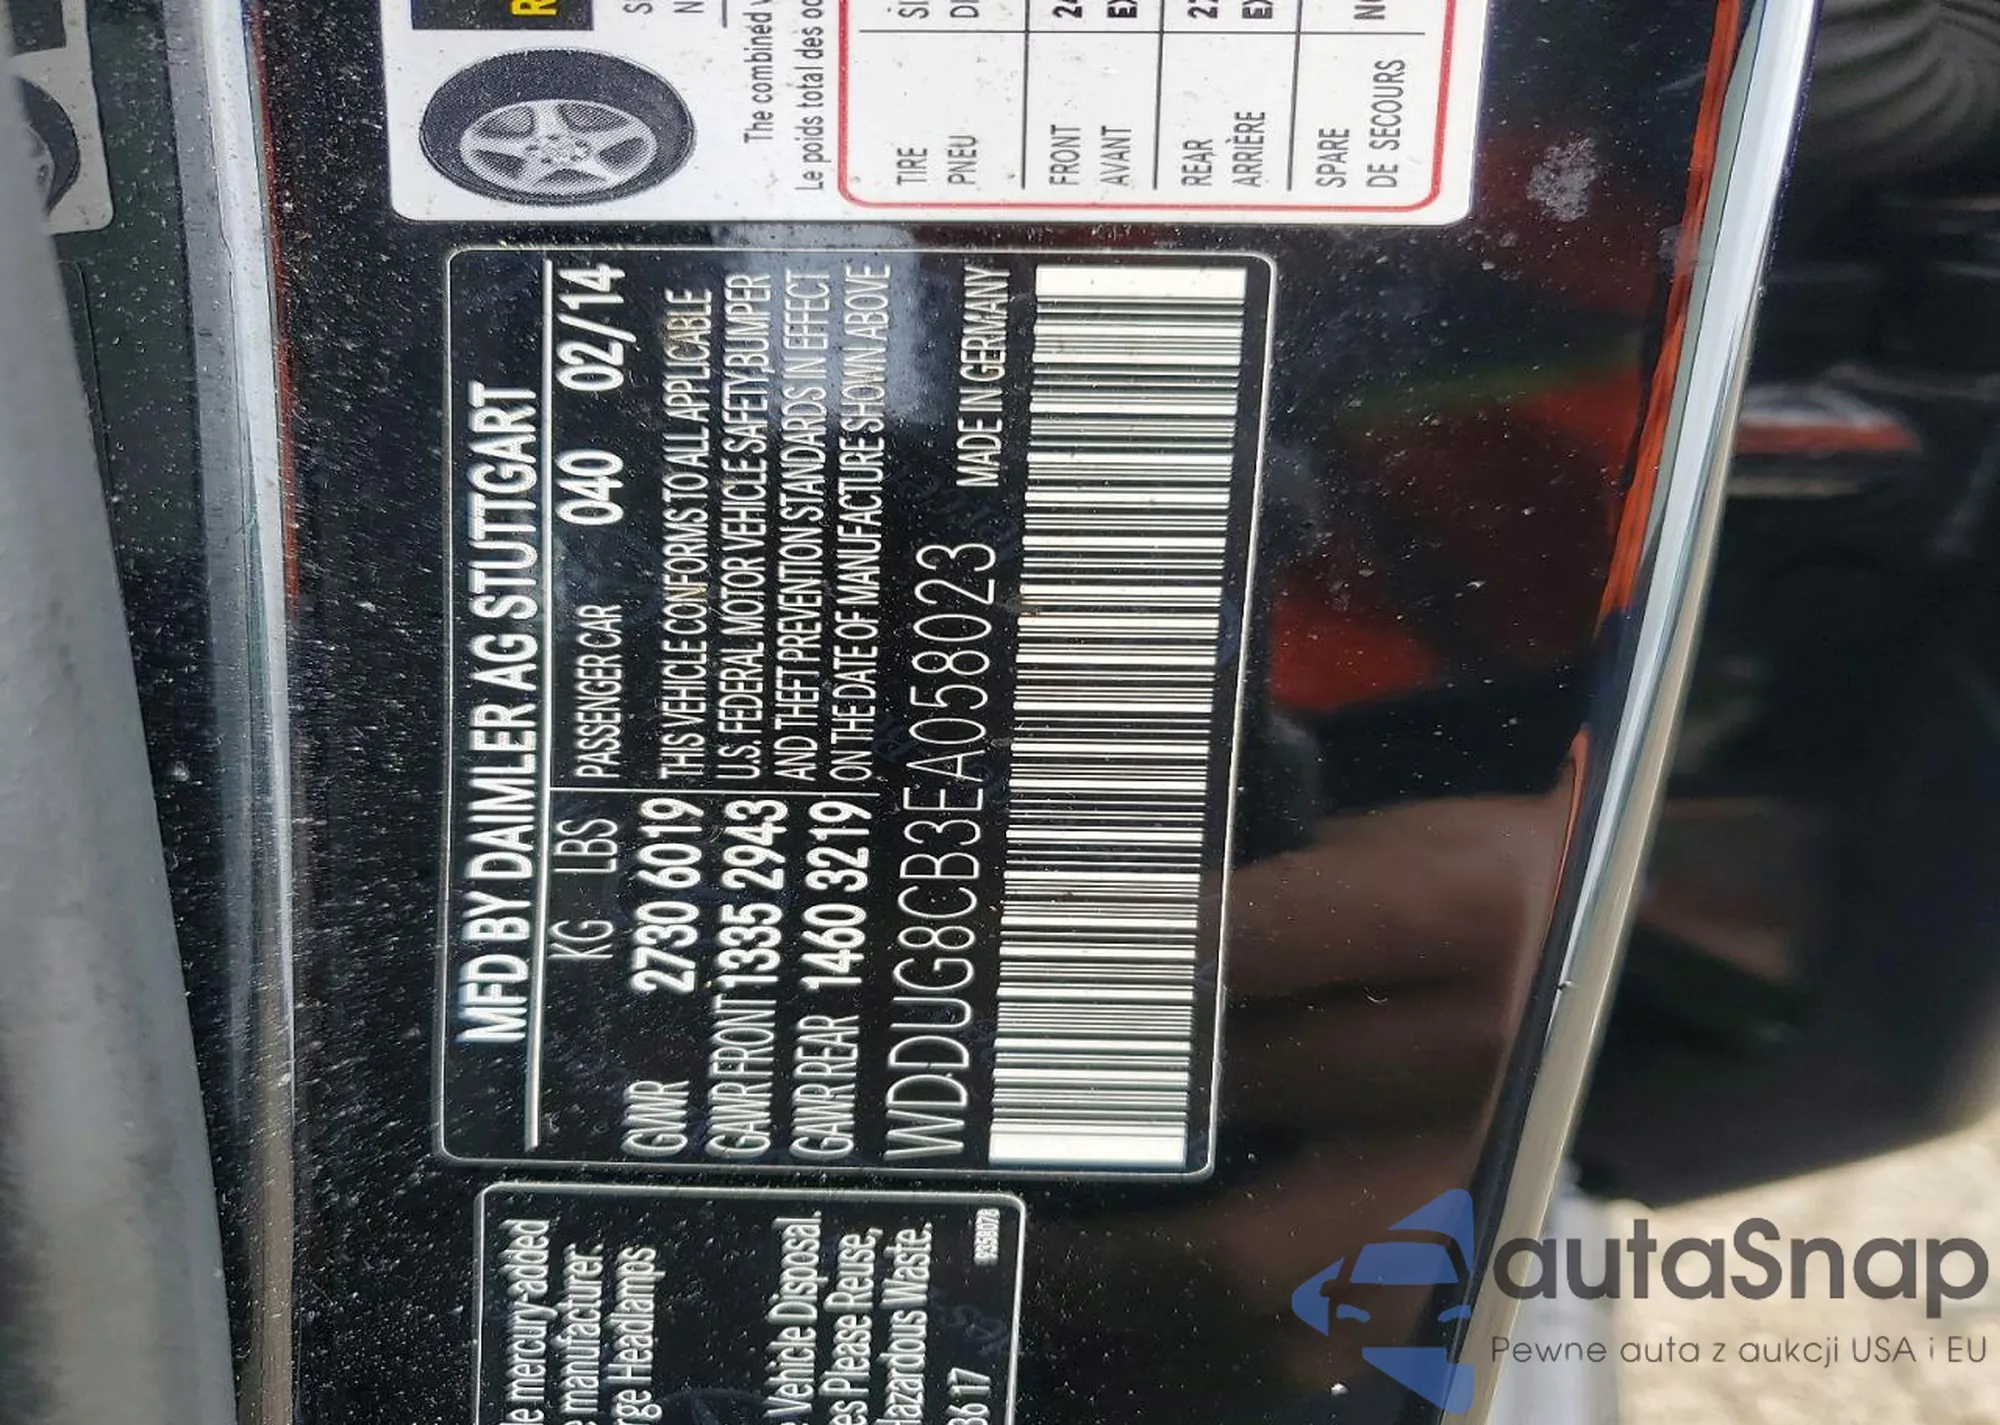 MFD BY DAIMLER AG STUTTGART
KG LBS PASSENGER CAR 040 02/14
GVWR 2730 6019 THIS VEHICLE CONFORMS TO ALL APPLICABLE
GAWR FRONT 1335 2943 U.S. FEDERAL MOTOR VEHICLE SAFETY,BUMPER
AND THEFT PREVENTION STANDARDS IN EFFECT
GAWR REAR 1460 3219 ON THE DATE OF MANUFACTURE SHOWN ABOVE
WDDUG8CB3EA058023 MADE IN GERMANY
The combined
Le poids total des
TIRE
PNEU
FRONT 24
AVANT
REAR 27
ARRIÈRE
SPARE
DE SECOURS
mercury-added
manufacturer.
Headlamps
Vehicle Disposal.
Please Reuse,
Hazardous Waste.
autaSnap
Pewne auta z aukcji USA i EU